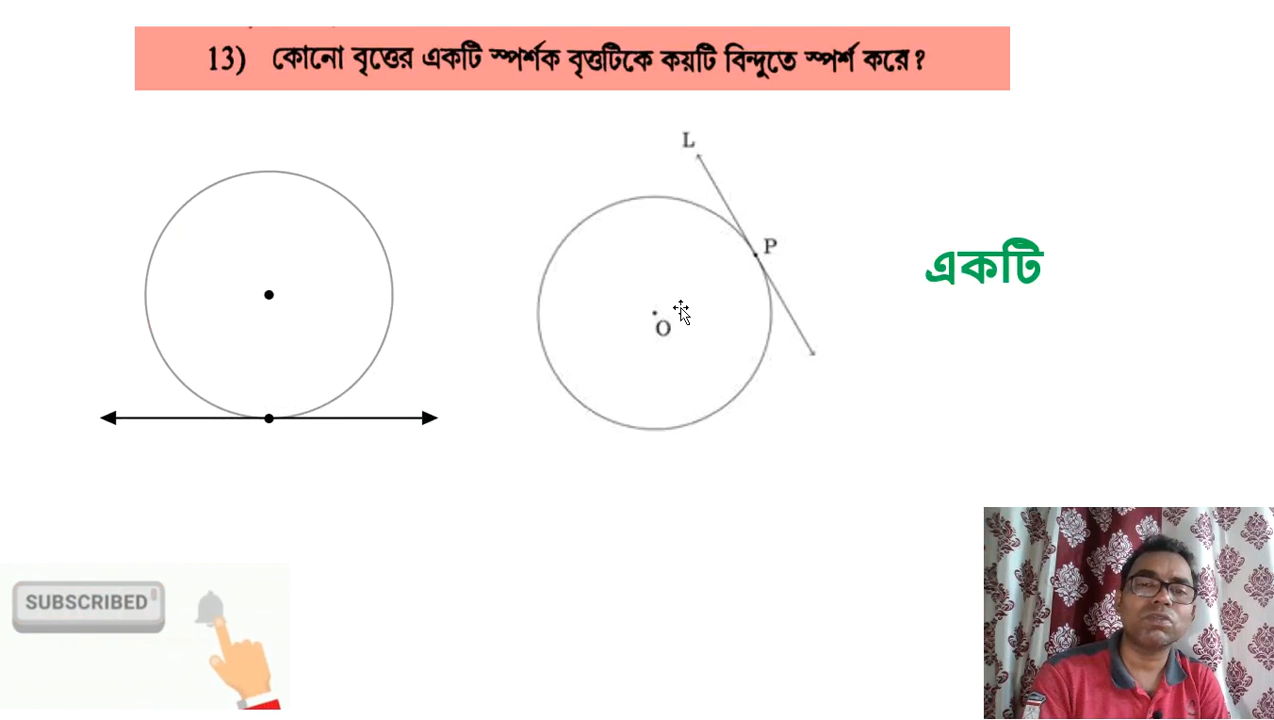 13) কোনো বৃত্তের একটি স্পর্শক বৃত্তটিকে কয়টি বিন্দুতে স্পর্শ করে?
L
P
একটি
O
SUBSCRIBED